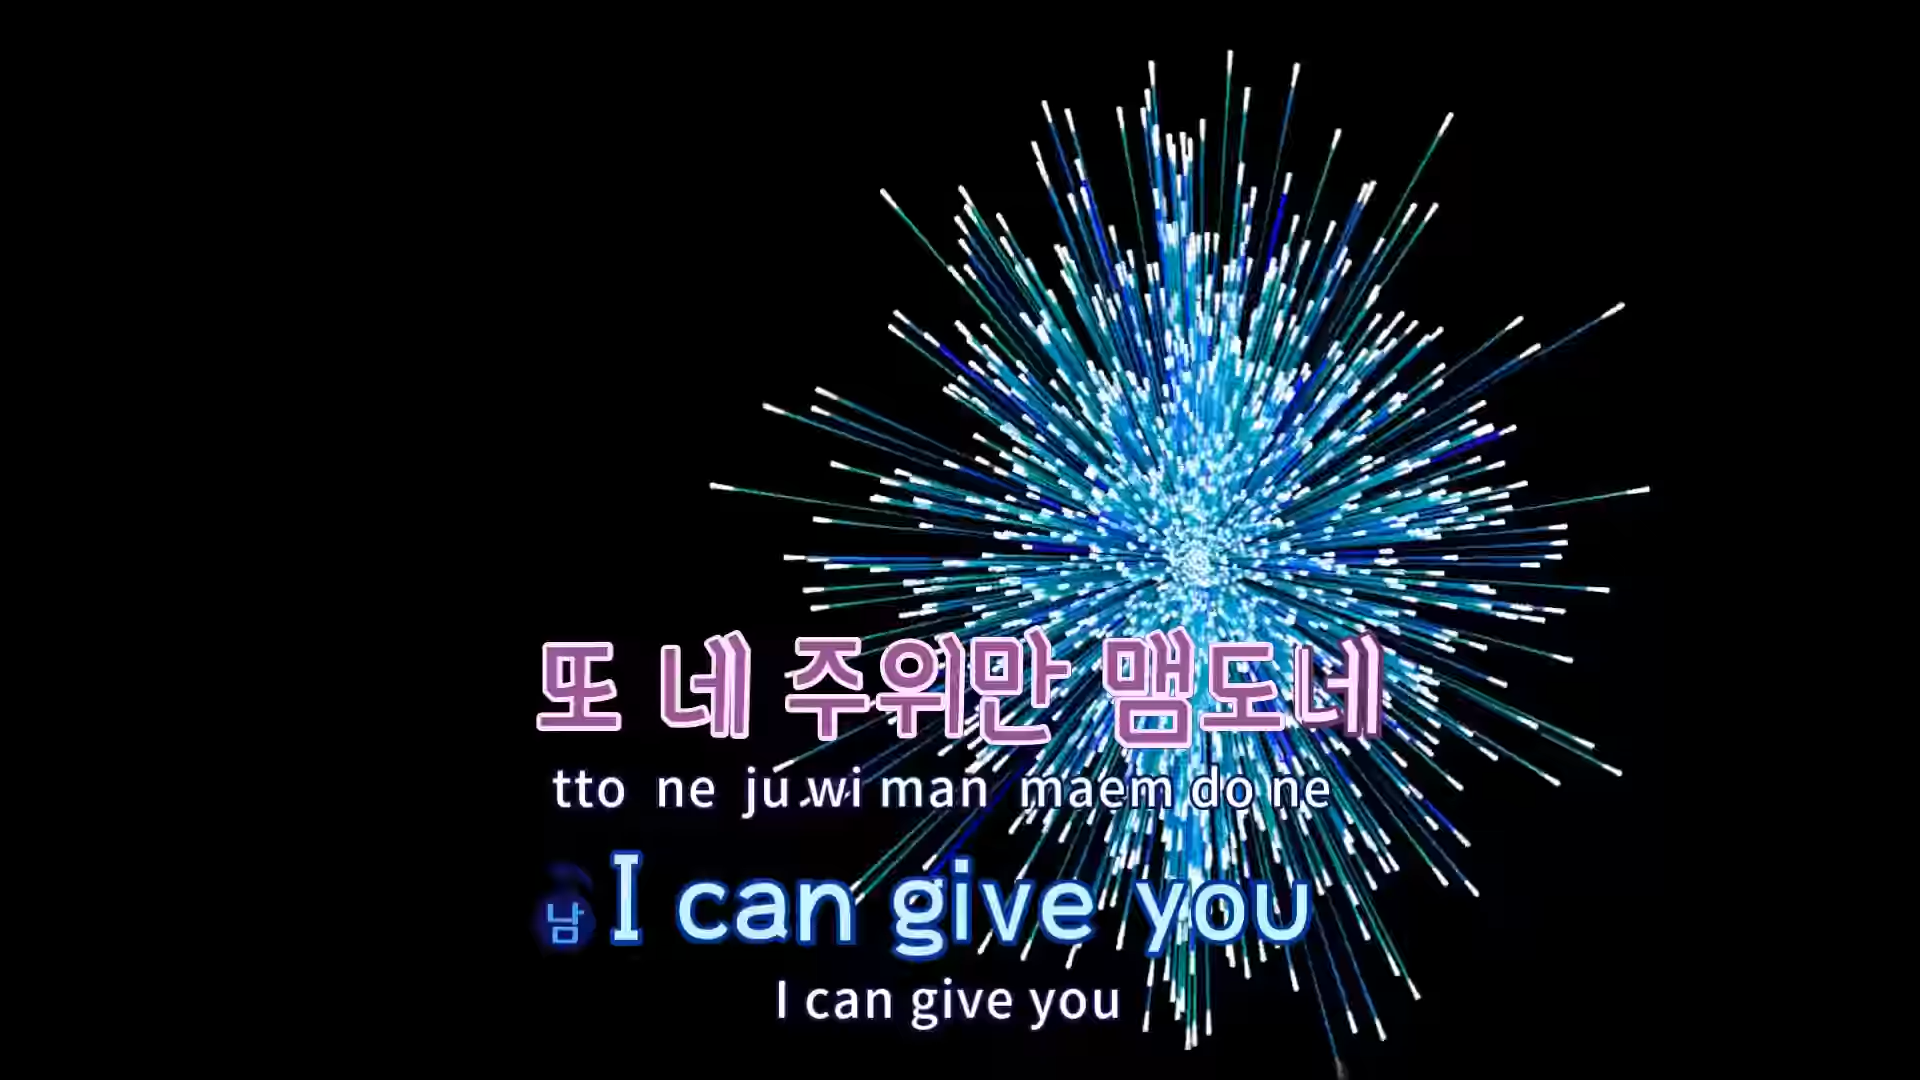 또 네 주위만 맴도네
tto ne ju wi man maem do ne
남 I can give you
I can give you